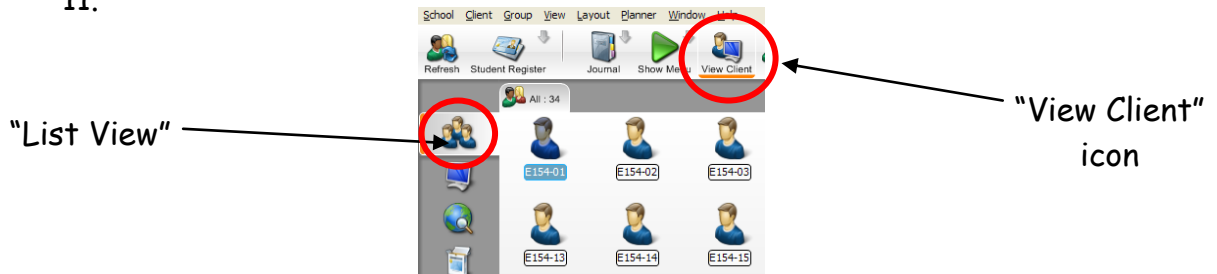 School Client Group View Layout Planner Window Help
Refresh Student Register Journal Show Menu View Client
All : 34
"List View"
"View Client"
icon
E154-01 E154-02 E154-03
E154-13 E154-14 E154-15